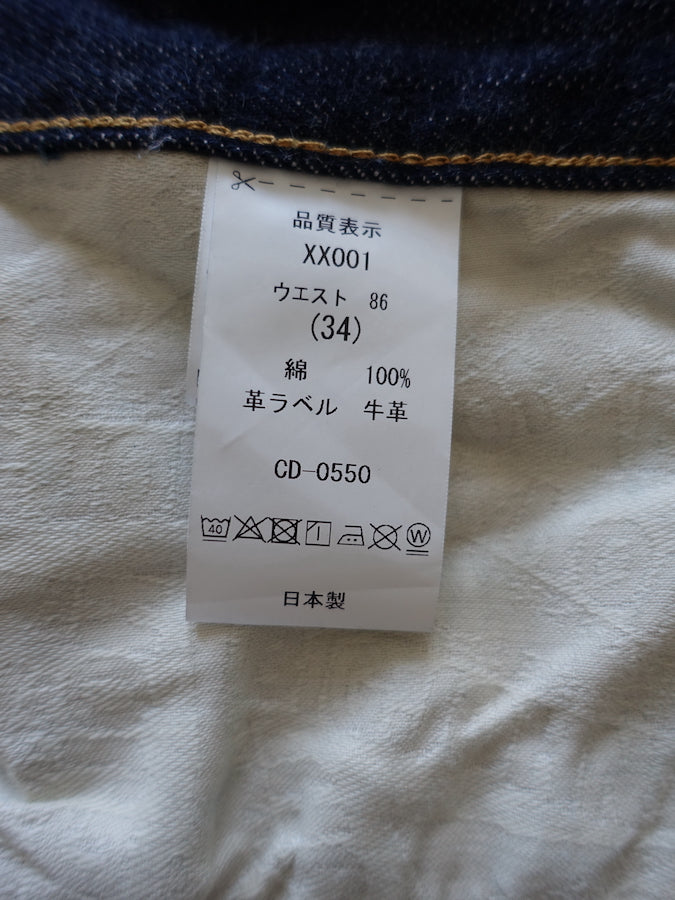 品質表示
XX001
ウエスト 86
(34)
綿 100%
革ラベル 牛革
CD-0550
40 W
日本製